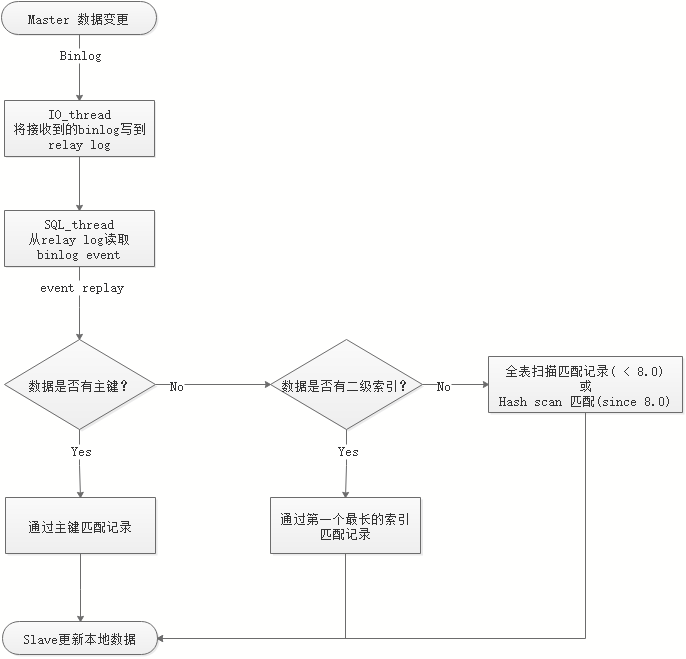 Master 数据变更
Binlog
IO_thread
将接收到的binlog写到
relay log
SQL_thread
从relay log读取
binlog event
event replay
数据是否有主键?
No
数据是否有二级索引?
No
全表扫描匹配记录( < 8.0)
或
Hash scan 匹配(since 8.0)
Yes
Yes
通过主键匹配记录
通过第一个最长的索引
匹配记录
Slave更新本地数据